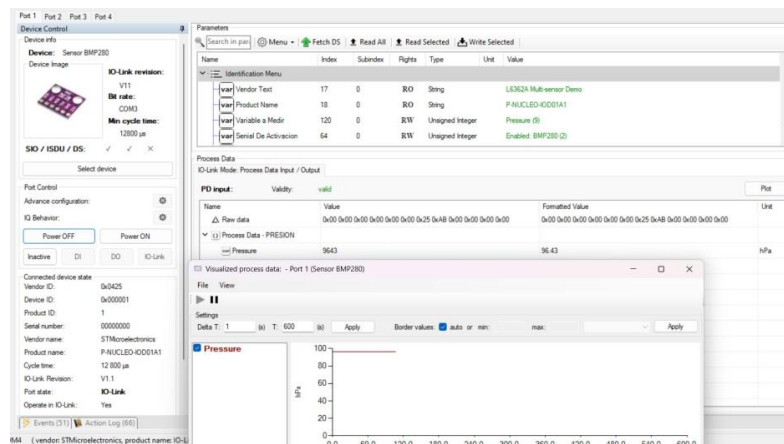 Port 1 Port 2 Port 3 Port 4
Device Control
Device info
Device: Sensor BMP280
Device Image
IO-Link revision:
V11
Bit rate:
COM3
Min cycle time:
12800 µs
SIO / ISDU / DS:
Select device
Port Control
Advance configuration:
IQ Behavior:
Power OFF Power ON
Inactive DI DO IO-Link
Connected device state
Vendor ID: 0x0425
Device ID: 0x000001
Product ID: 1
Serial number: 00000000
Vendor name: STMicroelectronics
Product name: P-NUCLEO-IOD01A1
Cycle time: 12 800 µs
IO-Link Revision: V1.1
Port state: IO-Link
Operate in IO-Link: Yes
Events (51) Action Log (66)
(vendor: STMicroelectronics, product name: IO-L
Parameters
Search in par Menu Fetch DS Read All Read Selected Write Selected
Name Index Subindex Rights Type Unit Value
Identification Menu
var Vendor Text 17 0 RO String L6362A Multi-sensor Demo
var Product Name 18 0 RO String P-NUCLEO-IOD01A1
var Variable a Medir 120 0 RW Unsigned Integer Pressure (9)
var Serial De Activacion 64 0 RW Unsigned Integer Enabled: BMP280 (2)
Process Data
IO-Link Mode: Process Data Input / Output
PD input: Validity: valid Plot
Name Value Formatted Value Unit
Raw data 0x00 0x00 0x00 0x00 0x00 0x00 0x25 0xAB 0x00 0x00 0x00 0x00 0x00 0x00 0x00 0x00 0x00 0x00 0x25 0xAB 0x00 0x00 0x00 0x00
Process Data - PRESION
Pressure 9643 96.43 hPa
Visualized process data: - Port 1 (Sensor BMP280)
File View
Settings
Delta T: 1 (s) T: 600 (s) Apply Border values: auto or min: max: Apply
Pressure
100
80
60
40
20
hPa
0.0 60.0 120.0 180.0 240.0 300.0 360.0 420.0 480.0 540.0 600.0